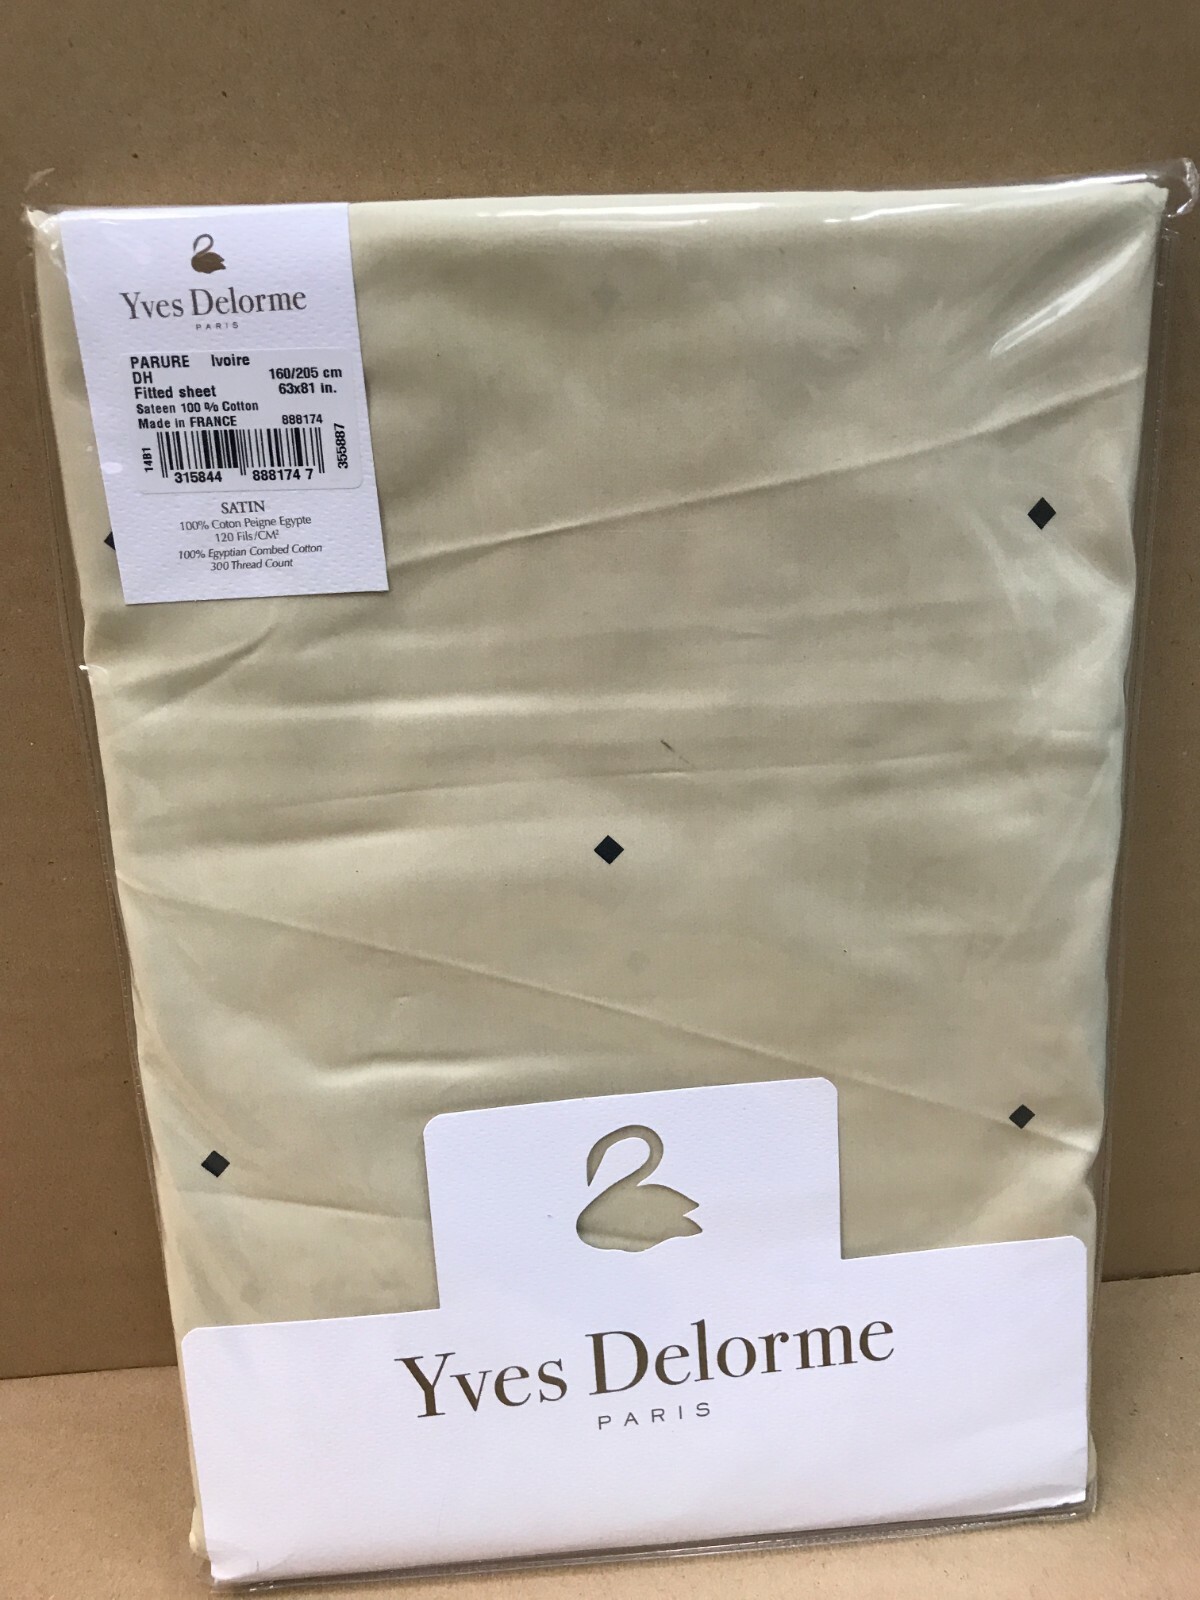 Yves Delorme
PARIS
PARURE Ivoire
DH 160/205 cm
Fitted sheet 63x81 in.
Sateen 100 % Cotton
Made in FRANCE 888174
14B1
355887
315844 888174 7
SATIN
100% Coton Peigne Egypte
120 Fils/CM²
100% Egyptian Combed Cotton
300 Thread Count
Yves Delorme
PARIS